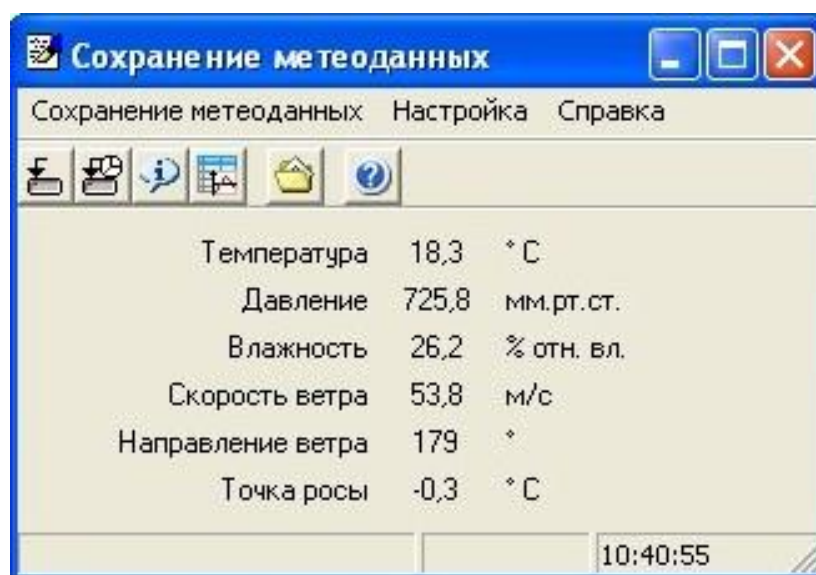 Сохранение метеоданных
Сохранение метеоданных Настройка Справка
Температура 18,3 °C
Давление 725,8 мм.рт.ст.
Влажность 26,2 % отн. вл.
Скорость ветра 53,8 м/с
Направление ветра 179 °
Точка росы -0,3 °C
10:40:55